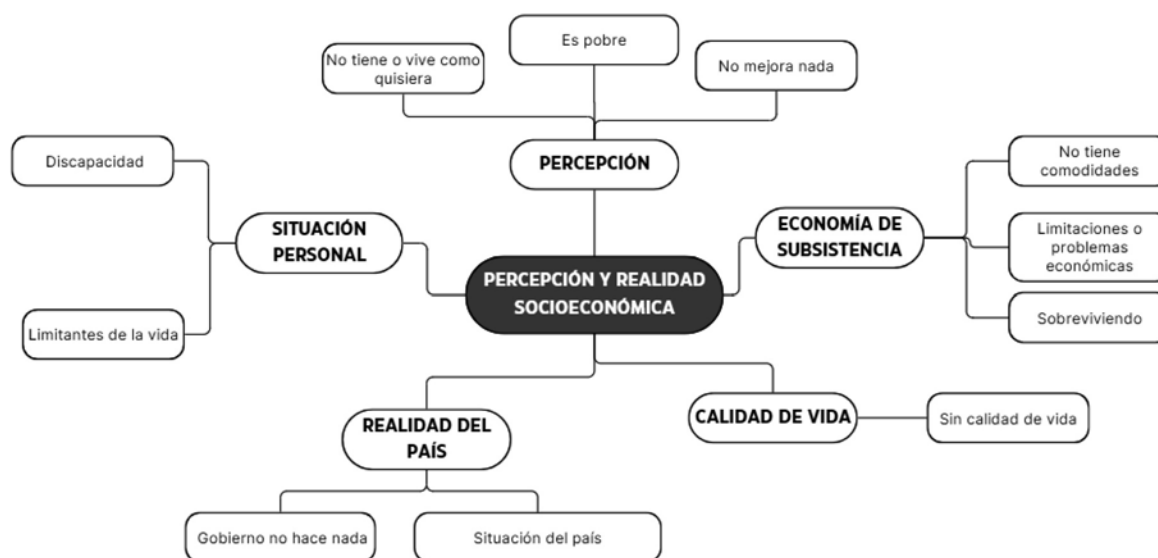 Es pobre
No tiene o vive como
quisiera
No mejora nada
PERCEPCIÓN
Discapacidad
No tiene
comodidades
SITUACIÓN
PERSONAL
ECONOMÍA DE
SUBSISTENCIA
Limitaciones o
problemas
económicas
PERCEPCIÓN Y REALIDAD
SOCIOECONÓMICA
Limitantes de la vida
Sobreviviendo
REALIDAD DEL
PAÍS
CALIDAD DE VIDA
Sin calidad de vida
Gobierno no hace nada
Situación del país